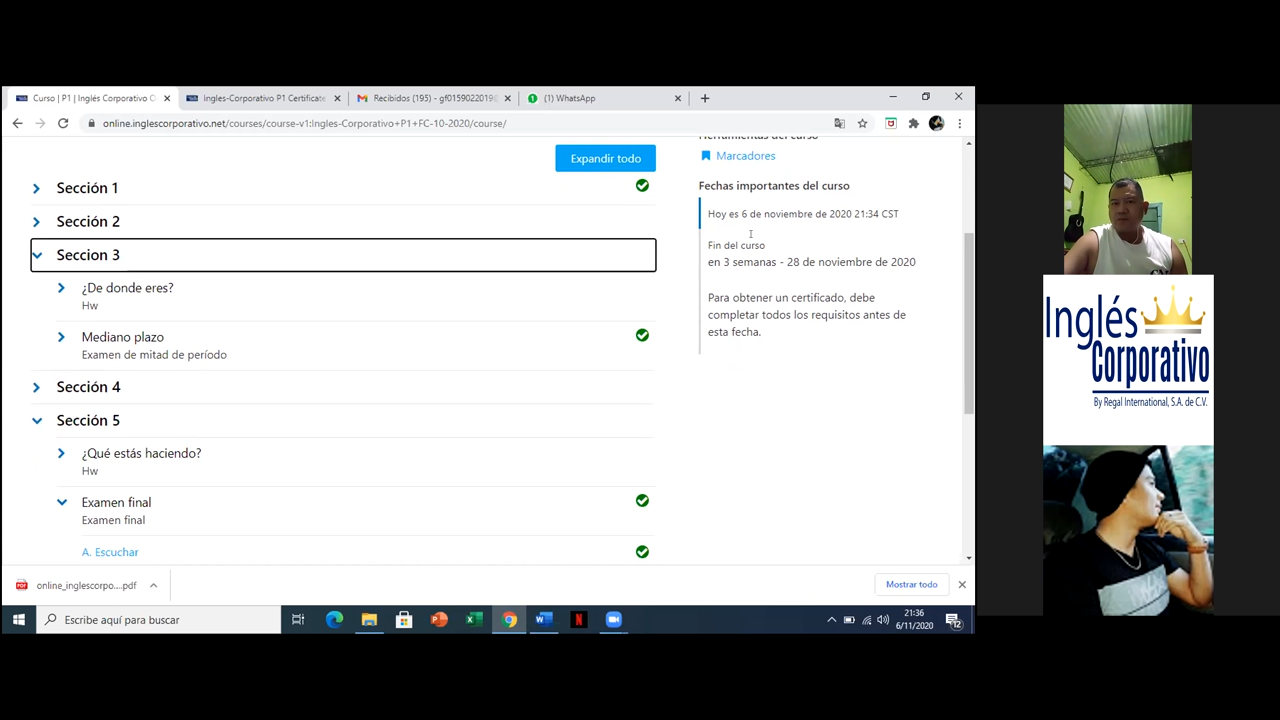 Curso | P1 | Inglés Corporativo C
Ingles-Corporativo P1 Certificate
Recibidos (195) - gf01590220196
(1) WhatsApp
online.inglescorporativo.net/courses/course-v1:Ingles-Corporativo+P1+FC-10-2020/course/
Herramientas del curso
Expandir todo
Marcadores
Sección 1
Fechas importantes del curso
Sección 2
Hoy es 6 de noviembre de 2020 21:34 CST
Fin del curso
en 3 semanas - 28 de noviembre de 2020
Seccion 3
¿De donde eres?
Hw
Para obtener un certificado, debe
completar todos los requisitos antes de
esta fecha.
Mediano plazo
Examen de mitad de período
Sección 4
Sección 5
¿Qué estás haciendo?
Hw
Examen final
Examen final
A. Escuchar
online_inglescorpo....pdf
Mostrar todo
Escribe aquí para buscar
21:36
6/11/2020
12
Inglés
Corporativo
By Regal International, S.A. de C.V.